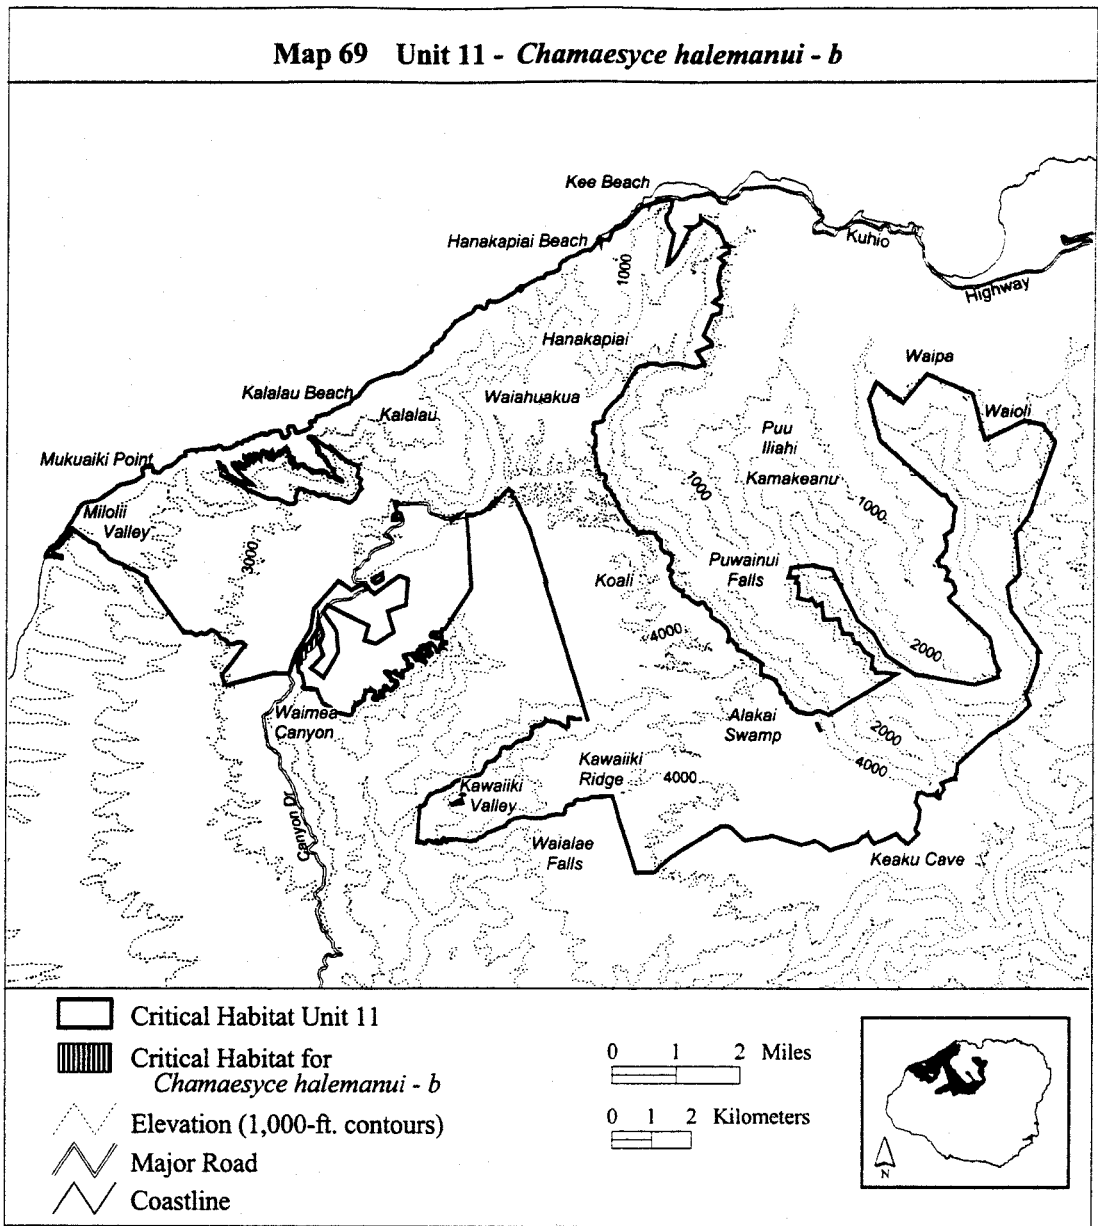 Map 69 Unit 11 - Chamaesyce halemanui - b
Kee Beach
Hanakapiai Beach
Kuhio
1000
Highway
Hanakapiai
Waipa
Kalalau Beach
Waiahuakua
Kalalau
Waioli
Puu
Iliahi
Mukuaiki Point
Kamakeanu
1000
1000
Milolii
Valley
3000
Puwainui
Falls
Koali
4000
2000
Waimea
Canyon
Alakai
Swamp
2000
4000
Kawaiiki
Ridge
4000
Kawaiiki
Valley
Canyon Dr
Waialae
Falls
Keaku Cave
Critical Habitat Unit 11
Critical Habitat for
Chamaesyce halemanui - b
Elevation (1,000-ft. contours)
Major Road
Coastline
0 1 2 Miles
0 1 2 Kilometers
N